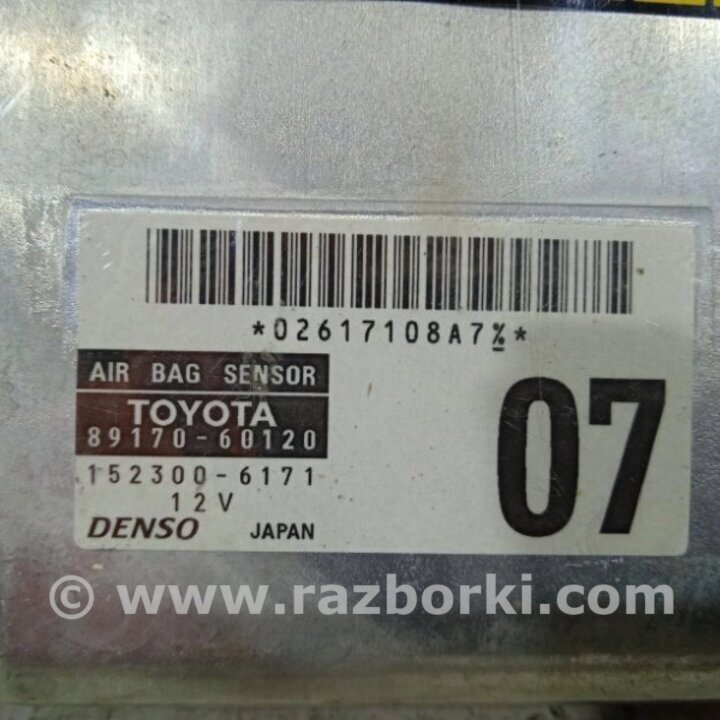 *02617108A7%*
AIR BAG SENSOR
TOYOTA
89170-60120
152300-6171
12V
DENSO JAPAN
07
© www.razborki.com